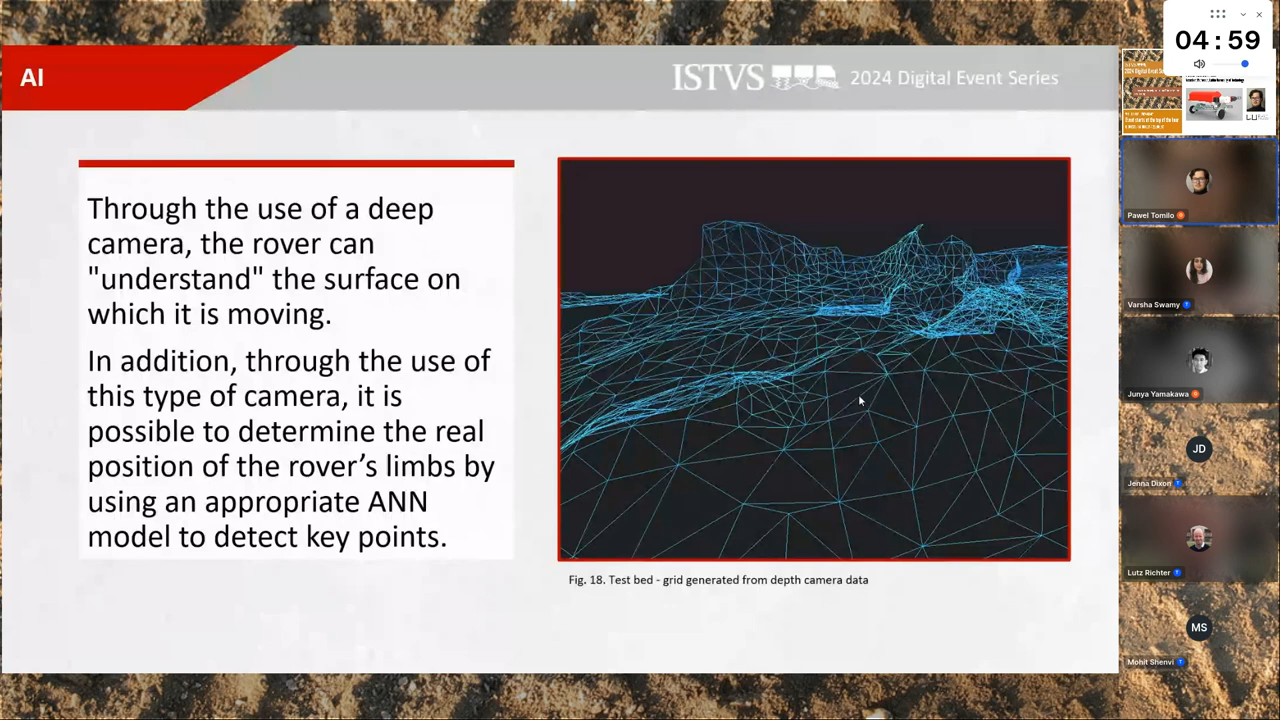 AI
ISTVS 2024 Digital Event Series
Through the use of a deep
camera, the rover can
"understand" the surface on
which it is moving.
In addition, through the use of
this type of camera, it is
possible to determine the real
position of the rover’s limbs by
using an appropriate ANN
model to detect key points.
Fig. 18. Test bed - grid generated from depth camera data
04:59
2024 Digital Event Series
Pawel Tomilo
Varsha Swamy
Junya Yamakawa
JD
Jenna Dixon
Lutz Richter
MS
Mohit Shenvi